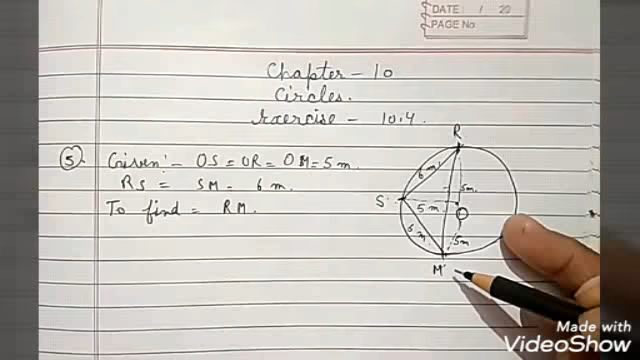 DATE: / 20
PAGE No
Chapter - 10
Circles.
Exercise - 10.4
(5) Given:- OS = OR = OM = 5 m.
RS = SM = 6 m.
To find = RM.
R
6 m
5m.
S
5 m
O
6 m
5m
M
Made with
VideoShow